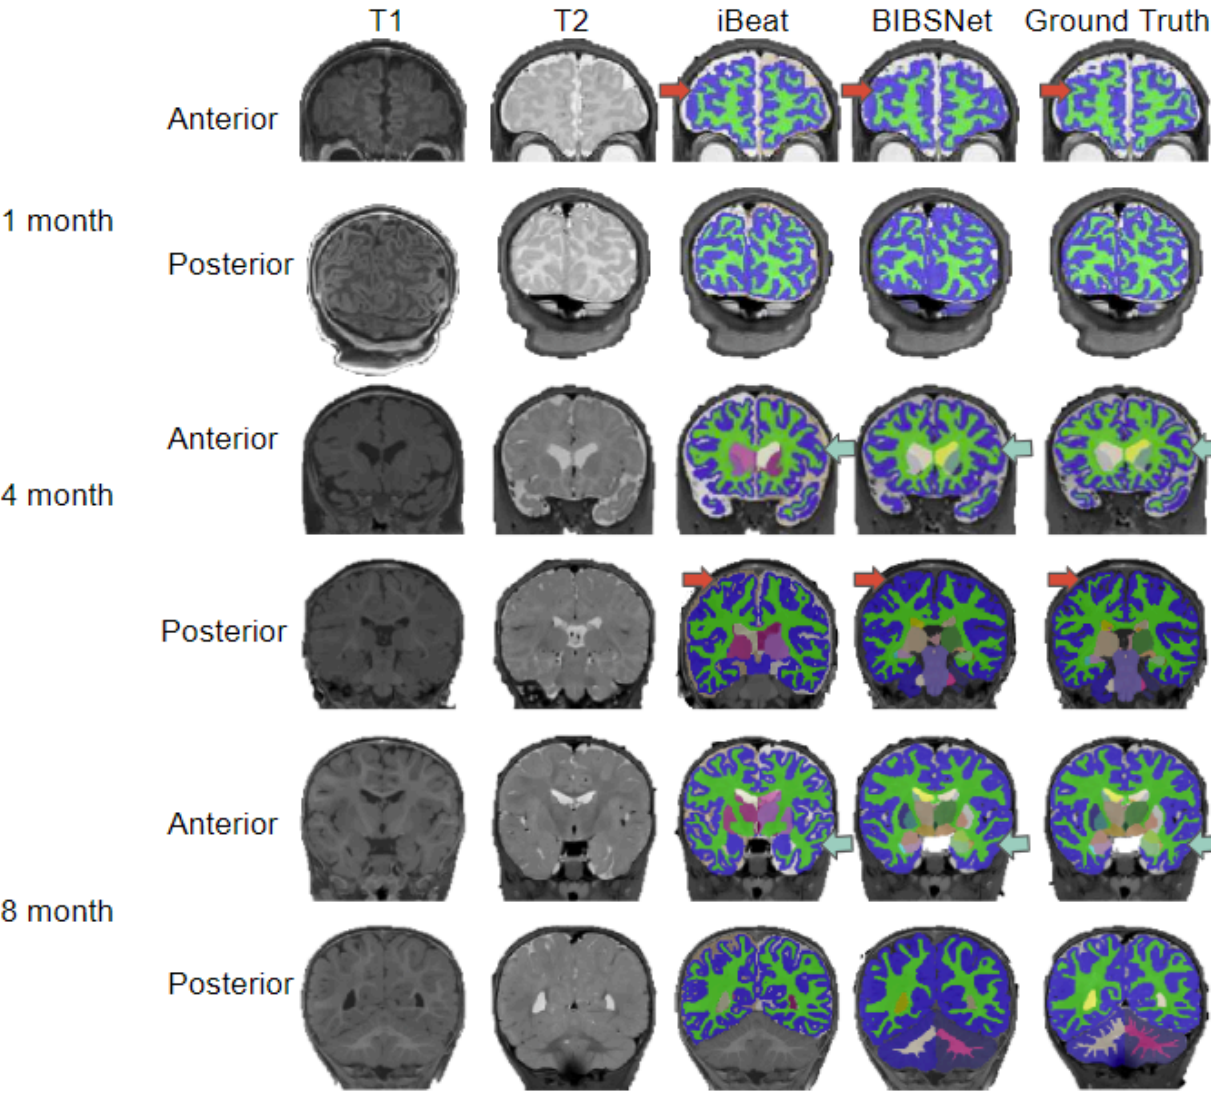 T1 T2 iBeat BIBSNet Ground Truth
Anterior
1 month
Posterior
Anterior
4 month
Posterior
Anterior
8 month
Posterior